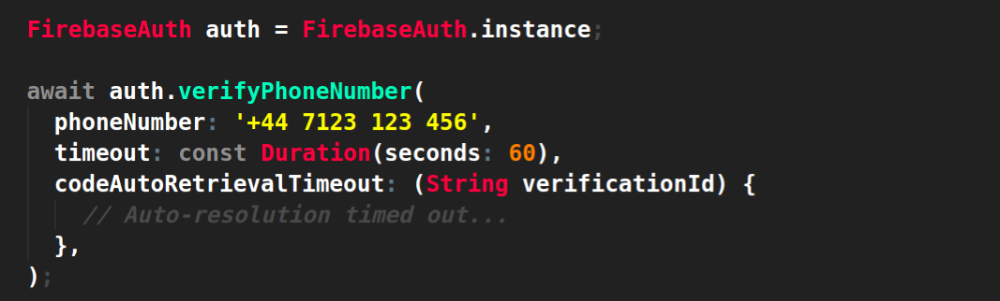 FirebaseAuth auth = FirebaseAuth.instance;
await auth.verifyPhoneNumber(
phoneNumber: '+44 7123 123 456',
timeout: const Duration(seconds: 60),
codeAutoRetrievalTimeout: (String verificationId) {
// Auto-resolution timed out...
},
);